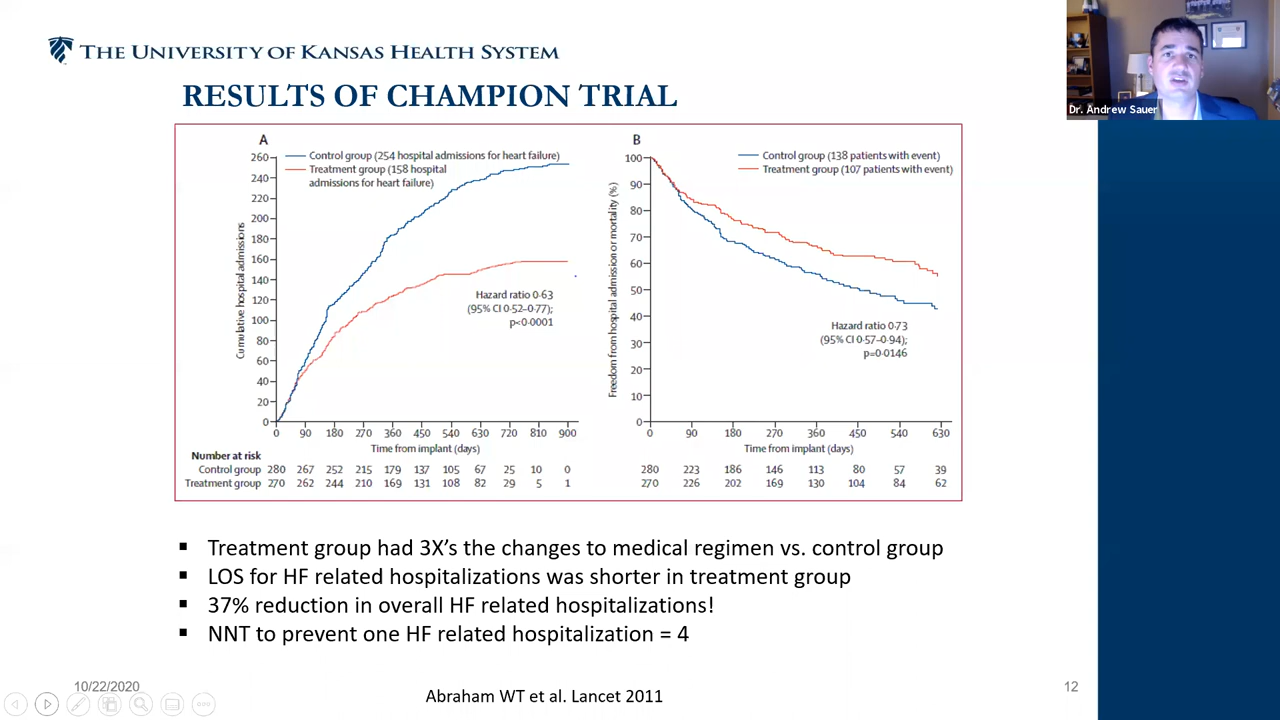 THE UNIVERSITY OF KANSAS HEALTH SYSTEM
Dr. Andrew Sauer
RESULTS OF CHAMPION TRIAL
A
Control group (254 hospital admissions for heart failure)
Treatment group (158 hospital
admissions for heart failure)
260
240
220
200
180
160
140
120
100
80
60
40
20
0
Cumulative hospital admissions
Hazard ratio 0·63
(95% CI 0·52–0·77);
p<0·0001
0 90 180 270 360 450 540 630 720 810 900
Time from implant (days)
Number at risk
Control group 280 267 252 215 179 137 105 67 25 10 0
Treatment group 270 262 244 210 169 131 108 82 29 5 1
B
Control group (138 patients with event)
Treatment group (107 patients with event)
100
90
80
70
60
50
40
30
20
10
0
Freedom from hospital admission or mortality (%)
Hazard ratio 0·73
(95% CI 0·57–0·94);
p=0·0146
0 90 180 270 360 450 540 630
Time from implant (days)
280 223 186 146 113 80 57 39
270 226 202 169 130 104 84 62
▪ Treatment group had 3X’s the changes to medical regimen vs. control group
▪ LOS for HF related hospitalizations was shorter in treatment group
▪ 37% reduction in overall HF related hospitalizations!
▪ NNT to prevent one HF related hospitalization = 4
10/22/2020
Abraham WT et al. Lancet 2011
12